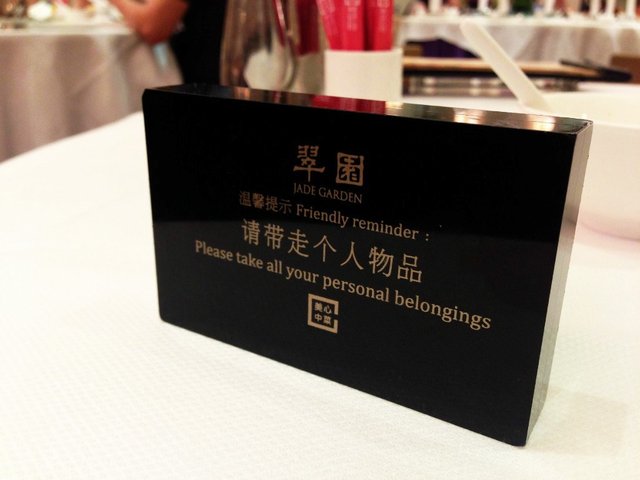 翠園
JADE GARDEN
温馨提示 Friendly reminder :
请带走个人物品
Please take all your personal belongings
美心
中菜